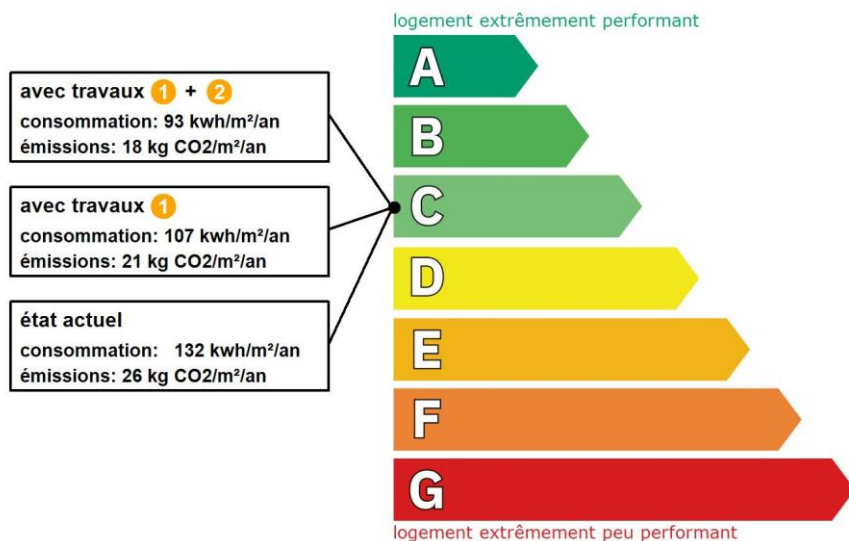 logement extrêmement performant
avec travaux 1 + 2
consommation: 93 kwh/m²/an
émissions: 18 kg CO2/m²/an
avec travaux 1
consommation: 107 kwh/m²/an
émissions: 21 kg CO2/m²/an
état actuel
consommation: 132 kwh/m²/an
émissions: 26 kg CO2/m²/an
A
B
C
D
E
F
G
logement extrêmement peu performant